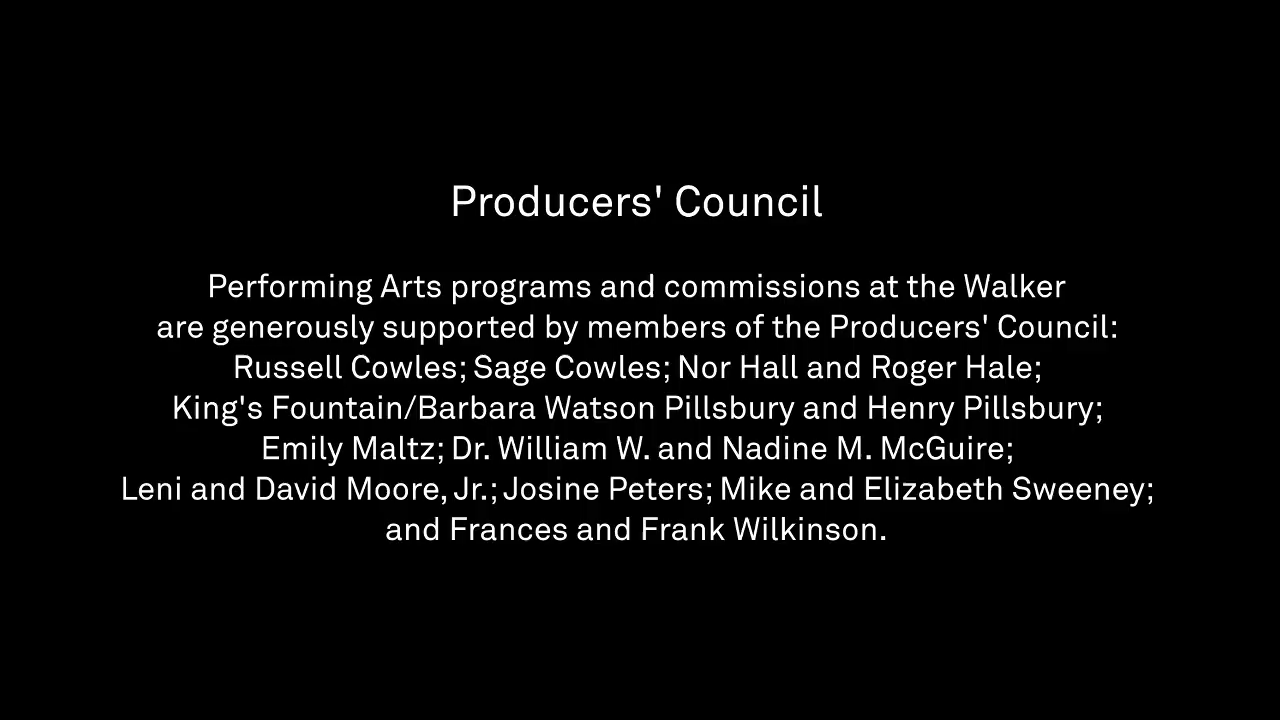 Producers' Council
Performing Arts programs and commissions at the Walker
are generously supported by members of the Producers' Council:
Russell Cowles; Sage Cowles; Nor Hall and Roger Hale;
King's Fountain/Barbara Watson Pillsbury and Henry Pillsbury;
Emily Maltz; Dr. William W. and Nadine M. McGuire;
Leni and David Moore, Jr.; Josine Peters; Mike and Elizabeth Sweeney;
and Frances and Frank Wilkinson.